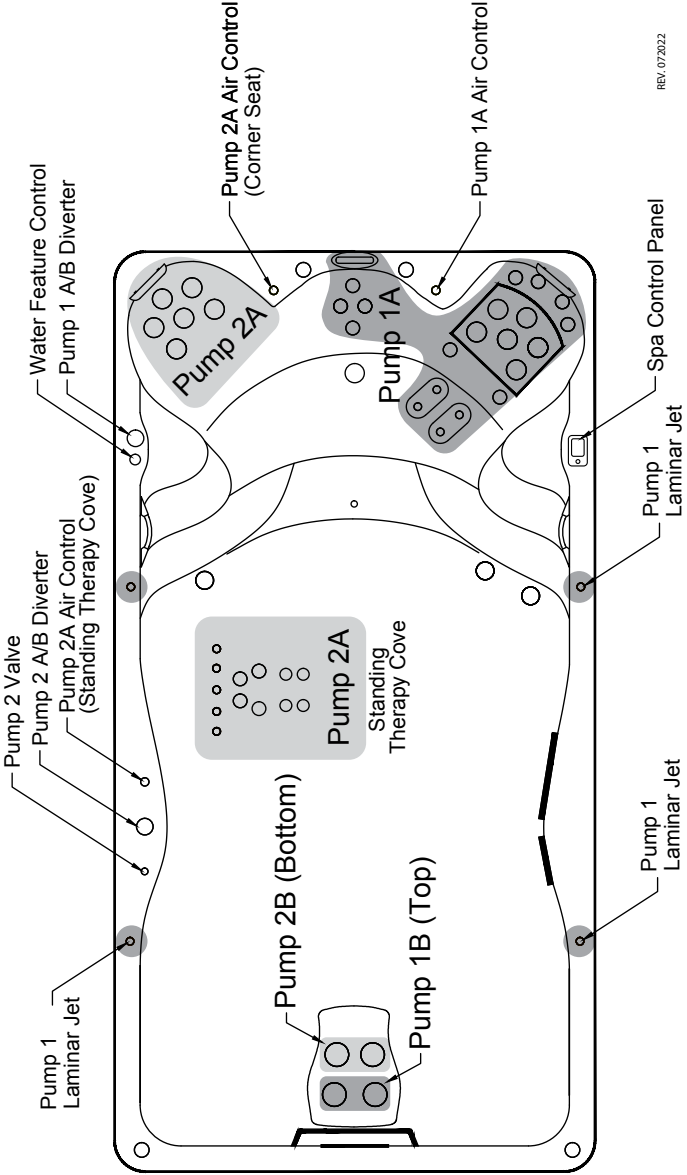 Pump 2 Valve
Pump 2 A/B Diverter
Pump 2A Air Control
(Standing Therapy Cove)
Water Feature Control
Pump 1 A/B Diverter
Pump 2A Air Control
(Corner Seat)
Pump 1A Air Control
Pump 1
Laminar Jet
Pump 2A
Pump 1A
Pump 2A
Standing
Therapy Cove
Pump 2B (Bottom)
Pump 1B (Top)
Pump 1
Laminar Jet
Pump 1
Laminar Jet
Spa Control Panel
REV. 072022